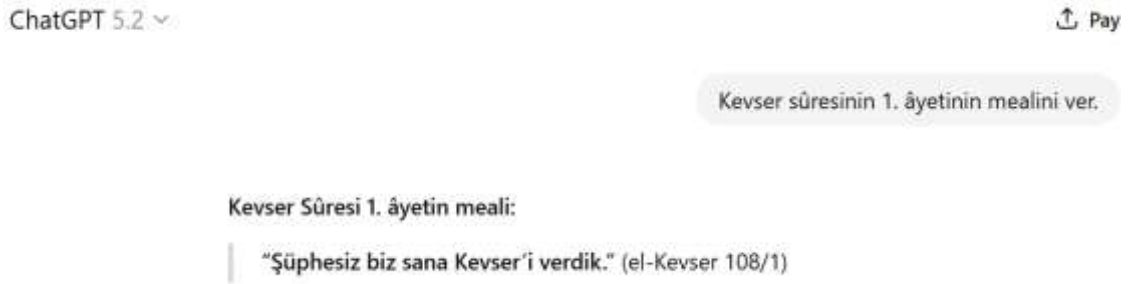 ChatGPT 5.2
Pay
Kevser sûresinin 1. âyetinin mealini ver.
Kevser Sûresi 1. âyetin meali:
"Şüphesiz biz sana Kevser'i verdik." (el-Kevser 108/1)